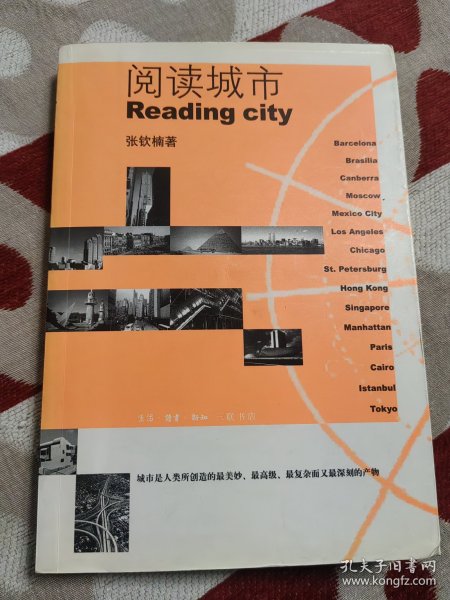 阅读城市
Reading city
张钦楠著
Barcelona
Brasilia
Canberra
Moscow
Mexico City
Los Angeles
Chicago
St. Petersburg
Hong Kong
Singapore
Manhattan
Paris
Cairo
Istanbul
Tokyo
生活·讀書·新知 三联书店
城市是人类所创造的最美妙、最高级、最复杂而又最深刻的产物
孔夫子旧书网
www.kongfz.com